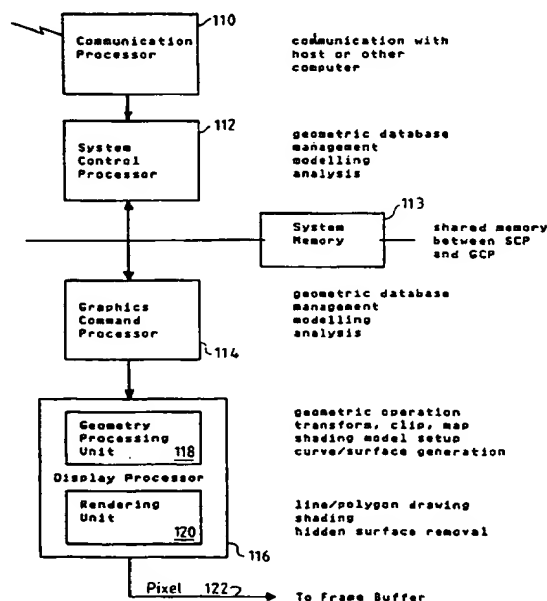 110
Communication
Processor
communication with
host or other
computer
112
System
Control
Processor
geometric database
management
modelling
analysis
113
System
Memory
shared memory
between SCP
and GCP
Graphics
Command
Processor
114
geometric database
management
modelling
analysis
Geometry
Processing
Unit 118
geometric operation
transform, clip, map
shading model setup
curve/surface generation
Display Processor
Rendering
Unit 120
line/polygon drawing
shading
hidden surface removal
116
Pixel 122
To Frame Buffer